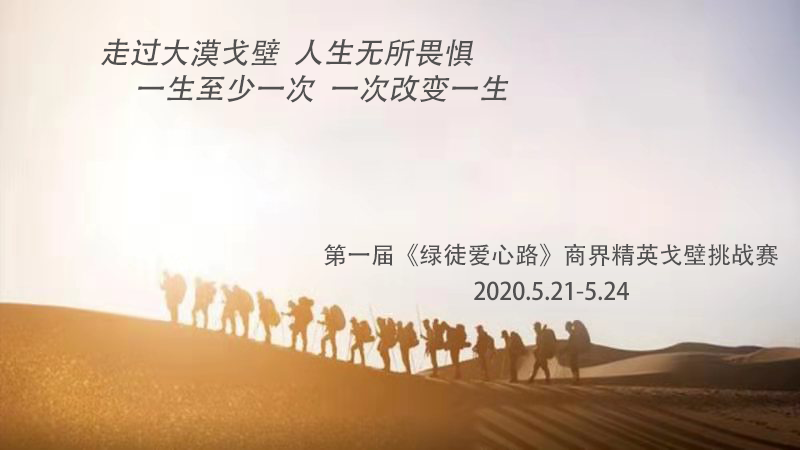 走过大漠戈壁 人生无所畏惧
一生至少一次 一次改变一生
第一届《绿徒爱心路》商界精英戈壁挑战赛
2020.5.21-5.24